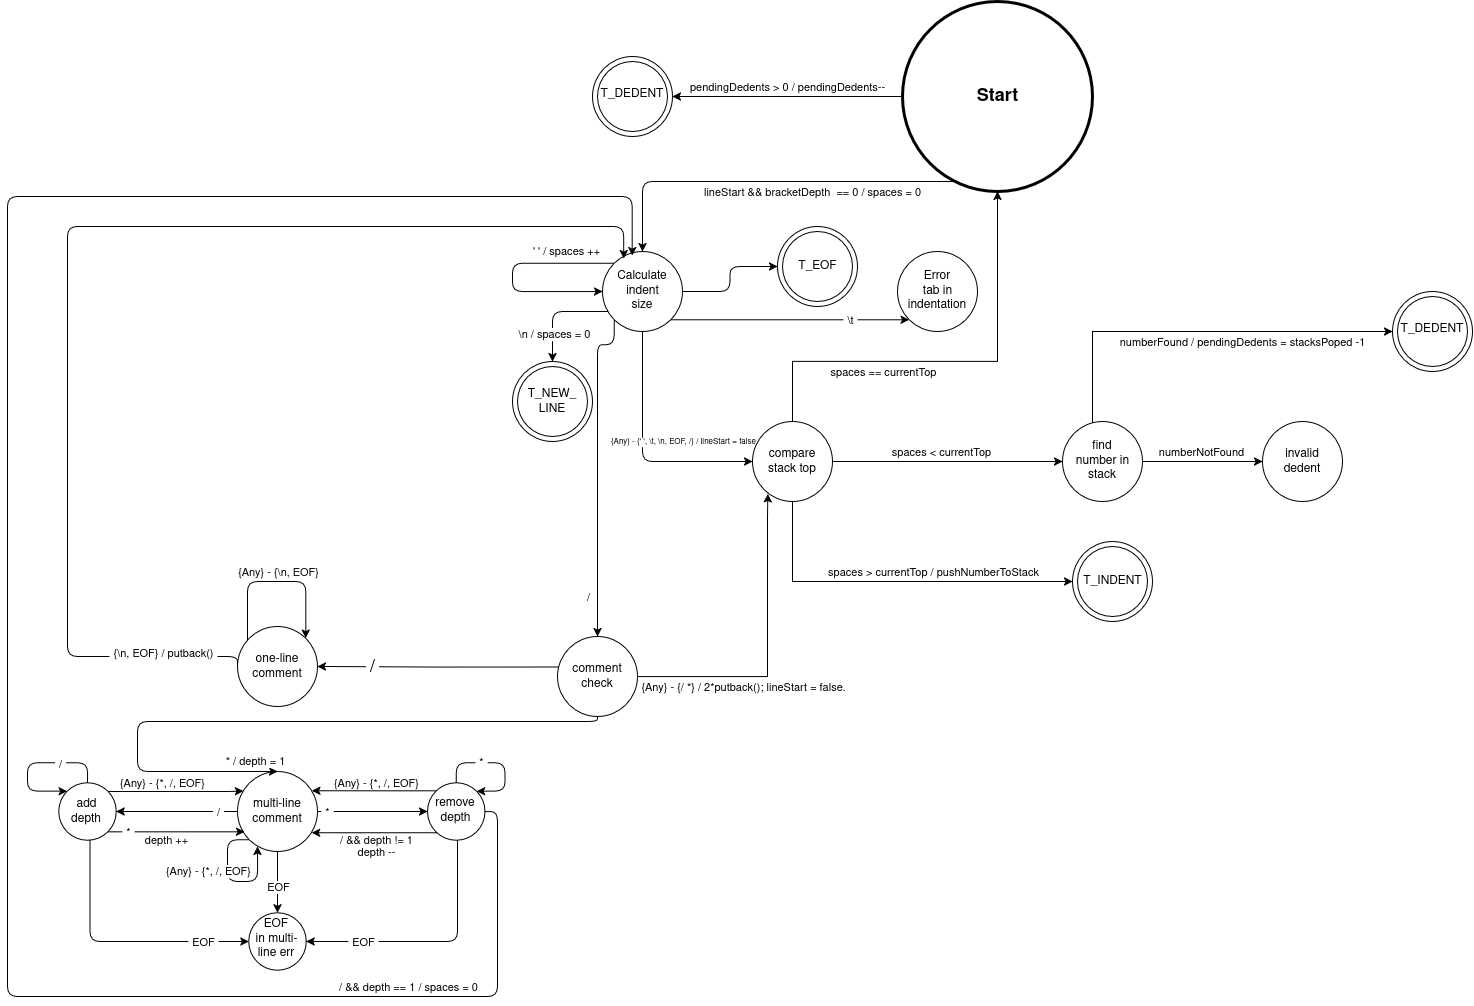 Start
T_DEDENT
pendingDedents > 0 / pendingDedents--
lineStart && bracketDepth  == 0 / spaces = 0
' ' / spaces ++
Calculate
indent
size
T_EOF
Error
tab in
indentation
\t
\n / spaces = 0
T_NEW_
LINE
T_DEDENT
numberFound / pendingDedents = stacksPoped -1
spaces == currentTop
{Any} - {' ', \t, \n, EOF, /} / lineStart = false
compare
stack top
spaces < currentTop
find
number in
stack
numberNotFound
invalid
dedent
spaces > currentTop / pushNumberToStack
T_INDENT
{Any} - {\n, EOF}
/
{\n, EOF} / putback()
one-line
comment
/
comment
check
{Any} - {/ *} / 2*putback(); lineStart = false.
* / depth = 1
/
{Any} - {*, /, EOF}
{Any} - {*, /, EOF}
*
add
depth
/
multi-line
comment
*
remove
depth
*
depth ++
/ && depth != 1
depth --
{Any} - {*, /, EOF}
EOF
EOF
in multi-
line err
EOF
EOF
/ && depth == 1 / spaces = 0